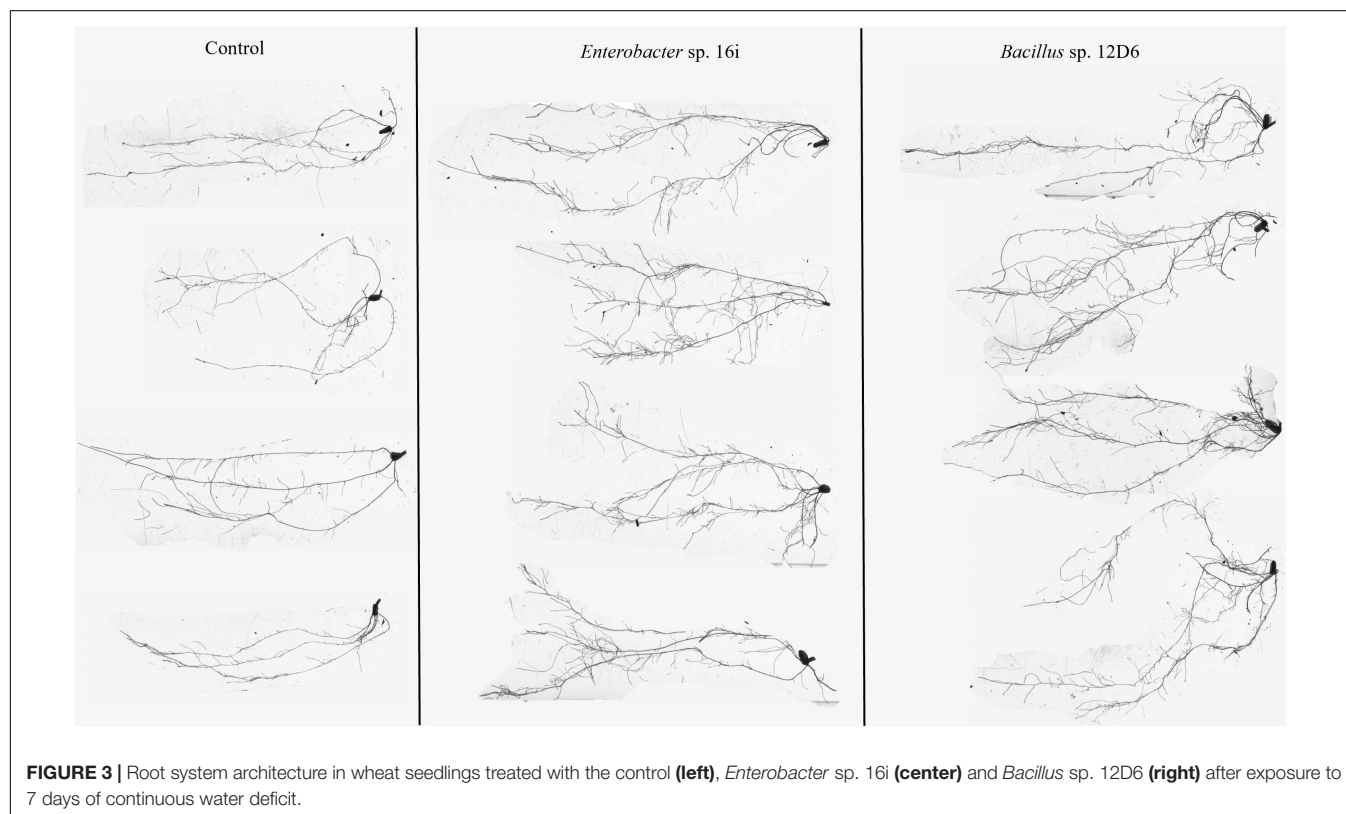 Control
Enterobacter sp. 16i
Bacillus sp. 12D6
FIGURE 3 | Root system architecture in wheat seedlings treated with the control (left), Enterobacter sp. 16i (center) and Bacillus sp. 12D6 (right) after exposure to
7 days of continuous water deficit.